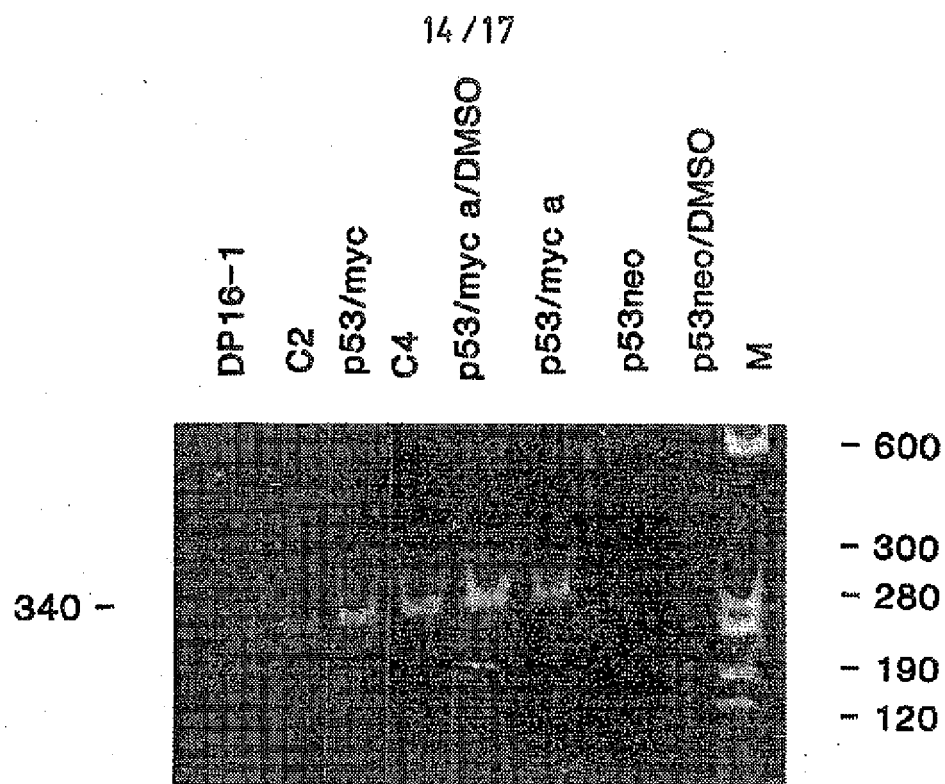 14/17
DP16-1
C2
p53/myc
C4
p53/myc a/DMSO
p53/myc a
p53neo
p53neo/DMSO
M
- 600
- 300
340 -
- 280
- 190
- 120